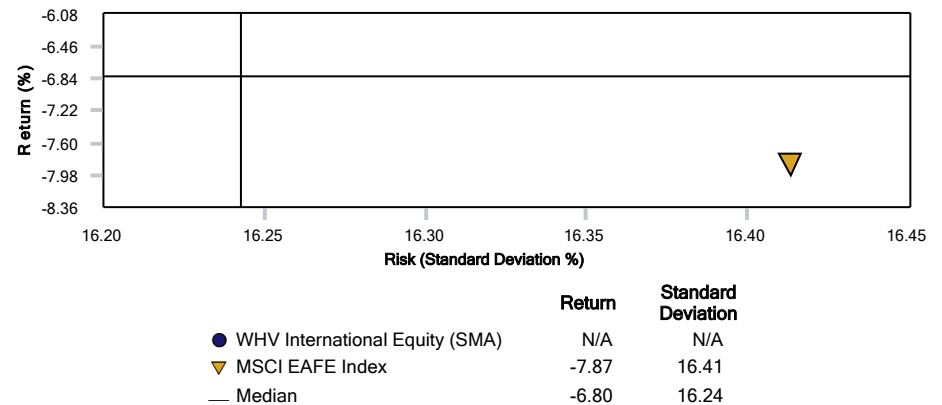 -6.08
-6.46
-6.84
-7.22
-7.60
-7.98
-8.36
Return (%)
16.20 16.25 16.30 16.35 16.40 16.45
Risk (Standard Deviation %)
Return Standard Deviation
WHV International Equity (SMA) N/A N/A
MSCI EAFE Index -7.87 16.41
Median -6.80 16.24